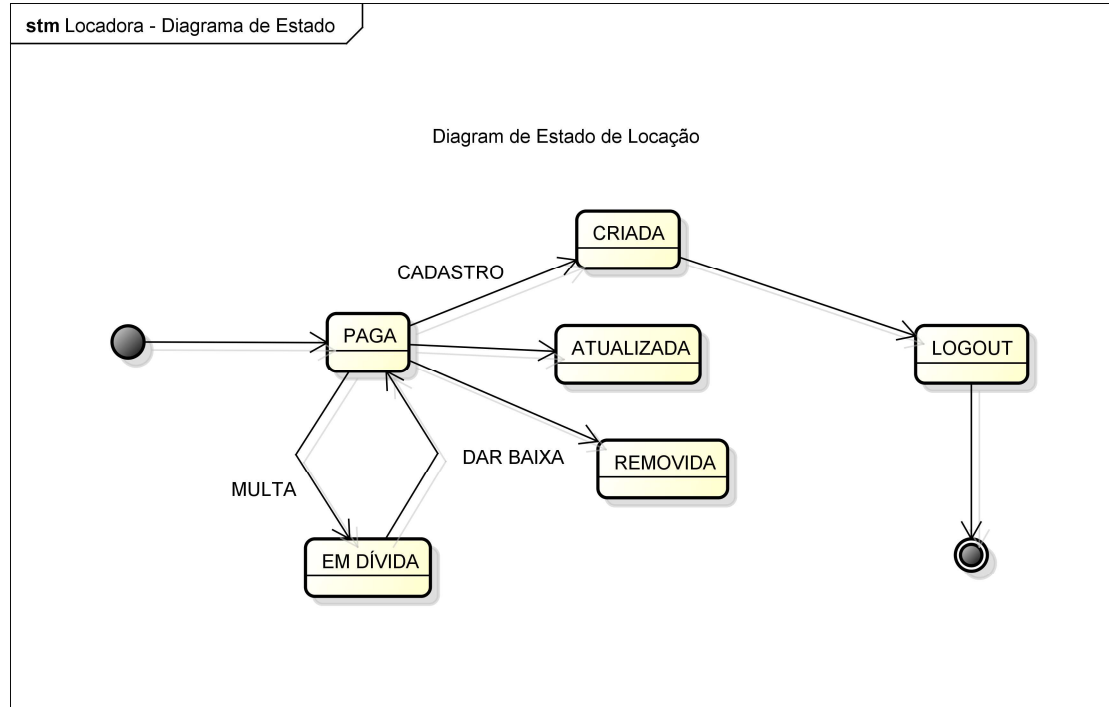 stm Locadora - Diagrama de Estado
Diagram de Estado de Locação
CRIADA
CADASTRO
PAGA
ATUALIZADA
LOGOUT
DAR BAIXA
REMOVIDA
MULTA
EM DÍVIDA